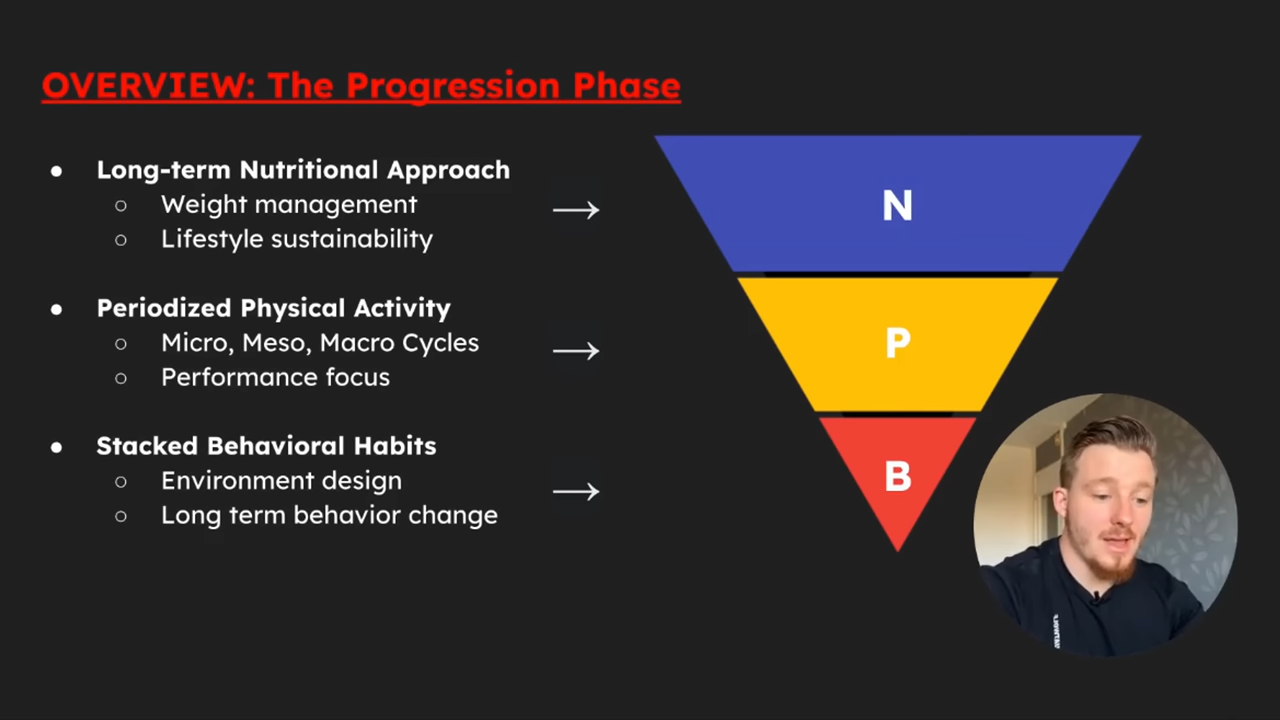 OVERVIEW: The Progression Phase
● Long-term Nutritional Approach
○ Weight management
○ Lifestyle sustainability
→
● Periodized Physical Activity
○ Micro, Meso, Macro Cycles
○ Performance focus
→
● Stacked Behavioral Habits
○ Environment design
○ Long term behavior change
→
N
P
B